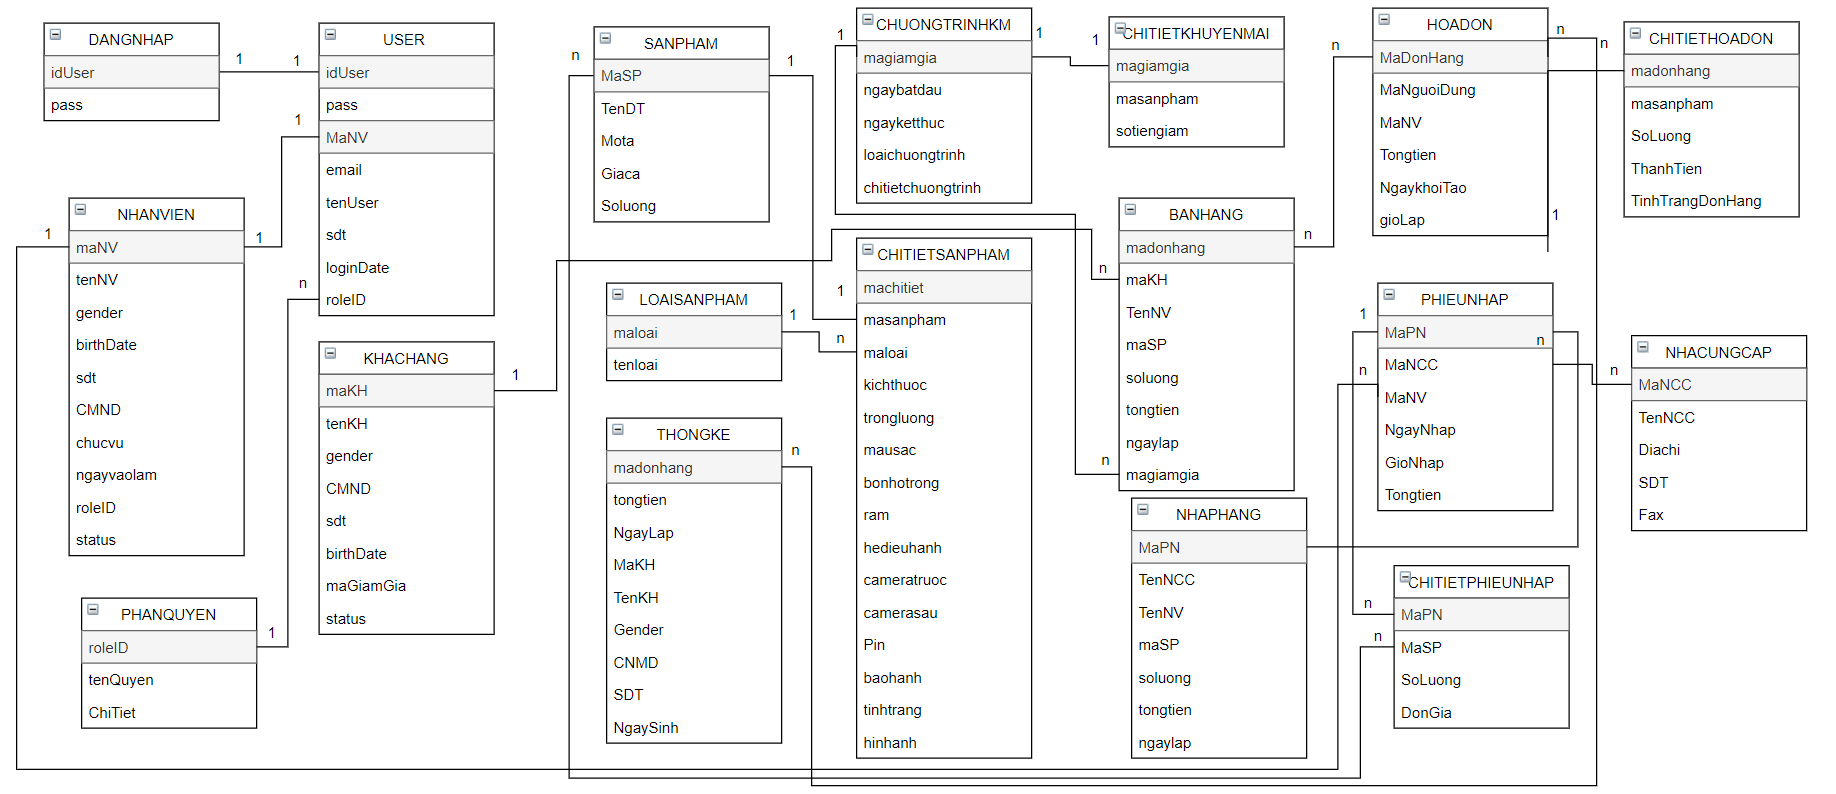 DANGNHAP
idUser
pass
1
1
USER
idUser
pass
MaNV
email
tenUser
sdt
loginDate
roleID
1
n
NHANVIEN
maNV
tenNV
gender
birthDate
sdt
CMND
chucvu
ngayvaolam
roleID
status
1
1
PHANQUYEN
roleID
tenQuyen
ChiTiet
1
KHACHANG
maKH
tenKH
gender
CMND
sdt
birthDate
maGiamGia
status
1
SANPHAM
MaSP
TenDT
Mota
Giaca
Soluong
n
1
LOAISANPHAM
maloai
tenloai
1
n
THONGKE
madonhang
tongtien
NgayLap
MaKH
TenKH
Gender
CNMD
SDT
NgaySinh
n
CHUONGTRINHKM
magiamgia
ngaybatdau
ngayketthuc
loaichuongtrinh
chitietchuongtrinh
1
1
CHITIETSANPHAM
machitiet
masanpham
maloai
kichthuoc
trongluong
mausac
bonhotrong
ram
hedieuhanh
cameratruoc
camerasau
Pin
baohanh
tinhtrang
hinhanh
1
CHITIETKHUYENMAI
magiamgia
masanpham
sotiengiam
1
BANHANG
madonhang
maKH
TenNV
maSP
soluong
tongtien
ngaylap
magiamgia
n
n
n
NHAPHANG
MaPN
TenNCC
TenNV
maSP
soluong
tongtien
ngaylap
HOADON
MaDonHang
MaNguoiDung
MaNV
Tongtien
NgaykhoiTao
gioLap
n
n
n
1
CHITIETHOADON
madonhang
masanpham
SoLuong
ThanhTien
TinhTrangDonHang
PHIEUNHAP
MaPN
MaNCC
MaNV
NgayNhap
GioNhap
Tongtien
1
n
n
n
NHACUNGCAP
MaNCC
TenNCC
Diachi
SDT
Fax
CHITIETPHIEUNHAP
MaPN
MaSP
SoLuong
DonGia
n
n